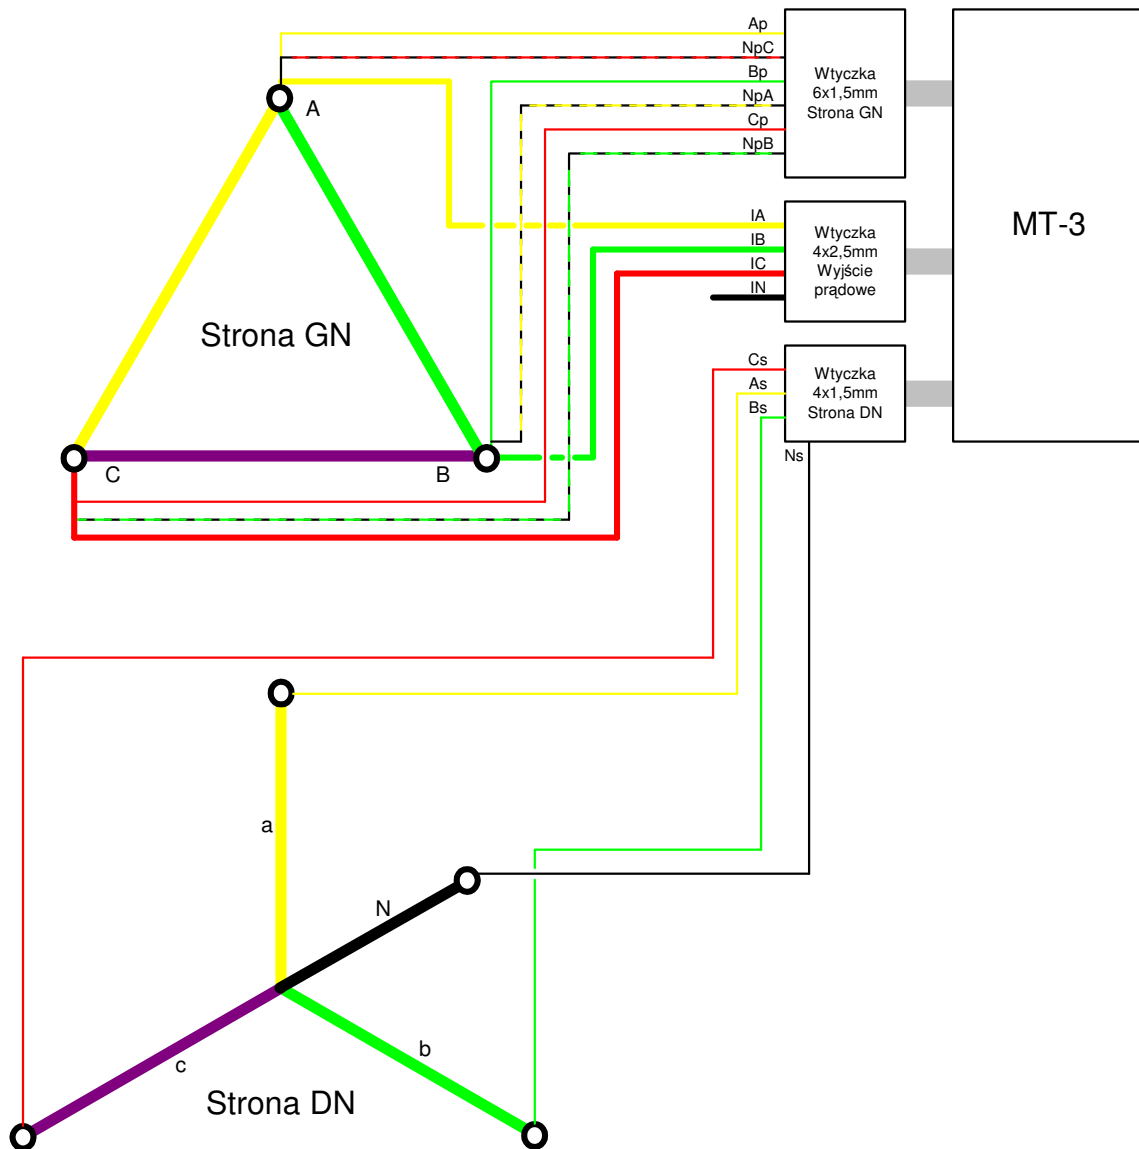 Ap
NpC
Bp
NpA
Cp
NpB
Wtyczka
6x1,5mm
Strona GN
MT-3
A
IA
IB
IC
IN
Wtyczka
4x2,5mm
Wyjście
prądowe
Strona GN
Cs
As
Bs
Ns
Wtyczka
4x1,5mm
Strona DN
C
B
a
N
b
c
Strona DN